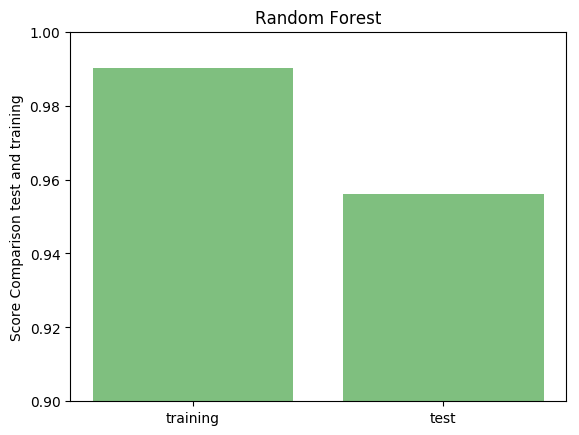 Random Forest
Score Comparison test and training
1.00
0.98
0.96
0.94
0.92
0.90
training
test